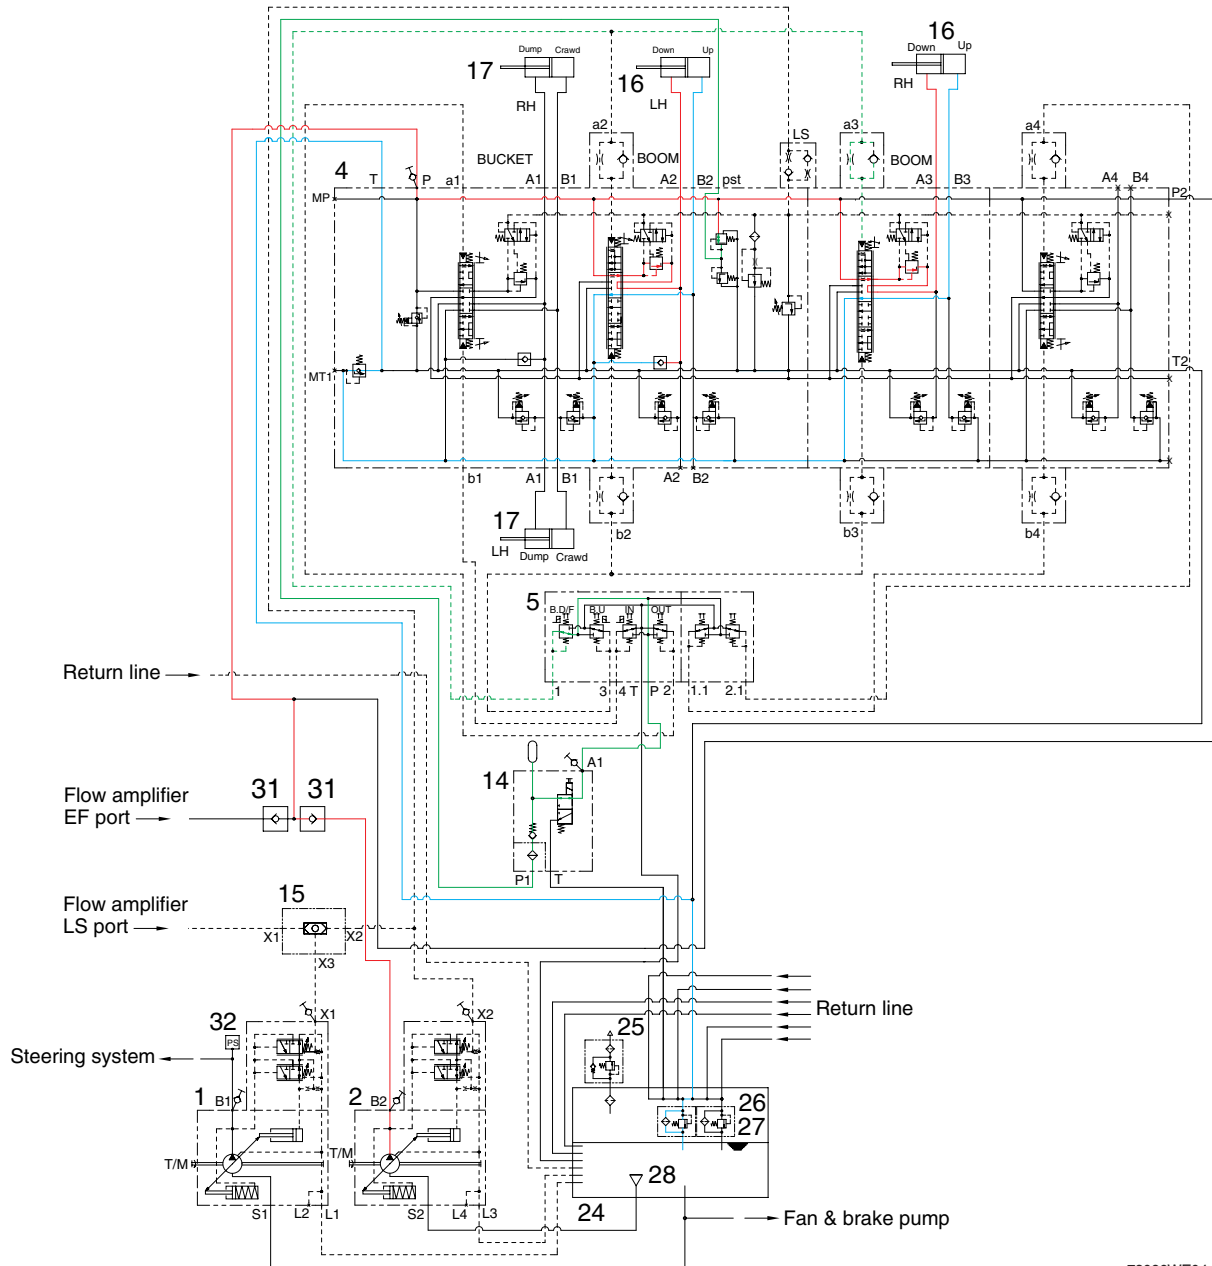 16
Down Up
RH
17
Dump Crawd
RH
16
Down Up
LH
a2
LS
a3
a4
BUCKET
BOOM
BOOM
4
T
P
a1
A1
B1
A2
B2
pst
A3
B3
A4
B4
P2
MP
MT1
T2
b1
A1
B1
A2
B2
b2
b3
b4
17
LH
Dump Crawd
5
B.D/F
B.U
IN
OUT
Return line
1
3
4
T
P
2
1.1
2.1
14
A1
31
31
Flow amplifier
EF port
P1
T
15
Flow amplifier
LS port
X1
X2
X3
Return line
32
PS
X1
X2
25
Steering system
1
B1
2
B2
26
27
T/M
T/M
28
24
S1
L2
L1
S2
L4
L3
Fan & brake pump